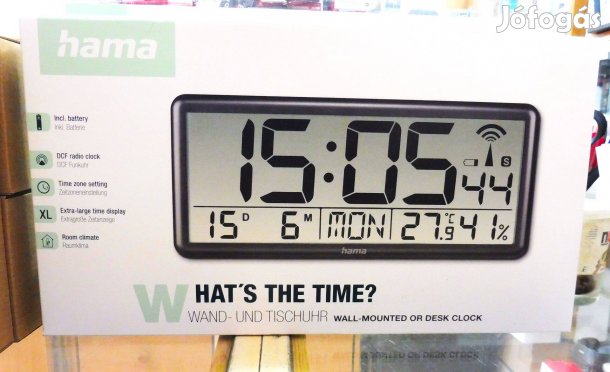 Jófogás
hama
Incl. battery
Inkl. Batterie
DCF radio clock
DCF Funkuhr
Time zone setting
Zeitzoneneinstellung
XL
Extra-large time display
Extragroße Zeitanzeige
Room climate
Raumklima
15:05 44
S
15 D 6 M MON 27.9 °C 41%
hama
WHAT´S THE TIME?
WAND- UND TISCHUHR WALL-MOUNTED OR DESK CLOCK